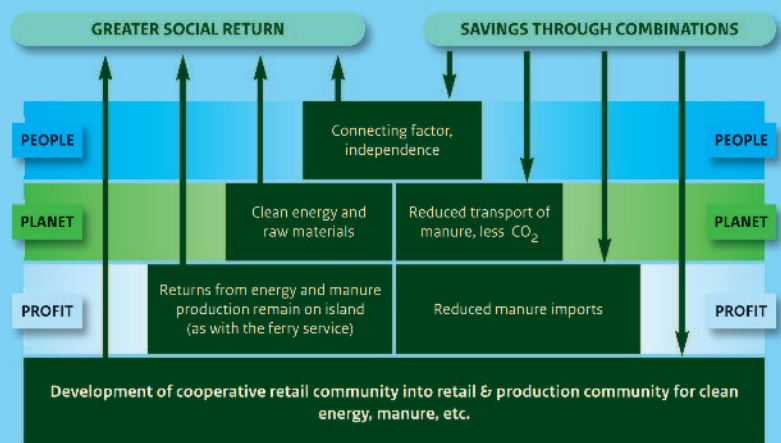 GREATER SOCIAL RETURN
SAVINGS THROUGH COMBINATIONS
PEOPLE
Connecting factor,
independence
PEOPLE
PLANET
Clean energy and
raw materials
Reduced transport of
manure, less CO₂
PLANET
PROFIT
Returns from energy and manure
production remain on island
(as with the ferry service)
Reduced manure imports
PROFIT
Development of cooperative retail community into retail & production community for clean
energy, manure, etc.